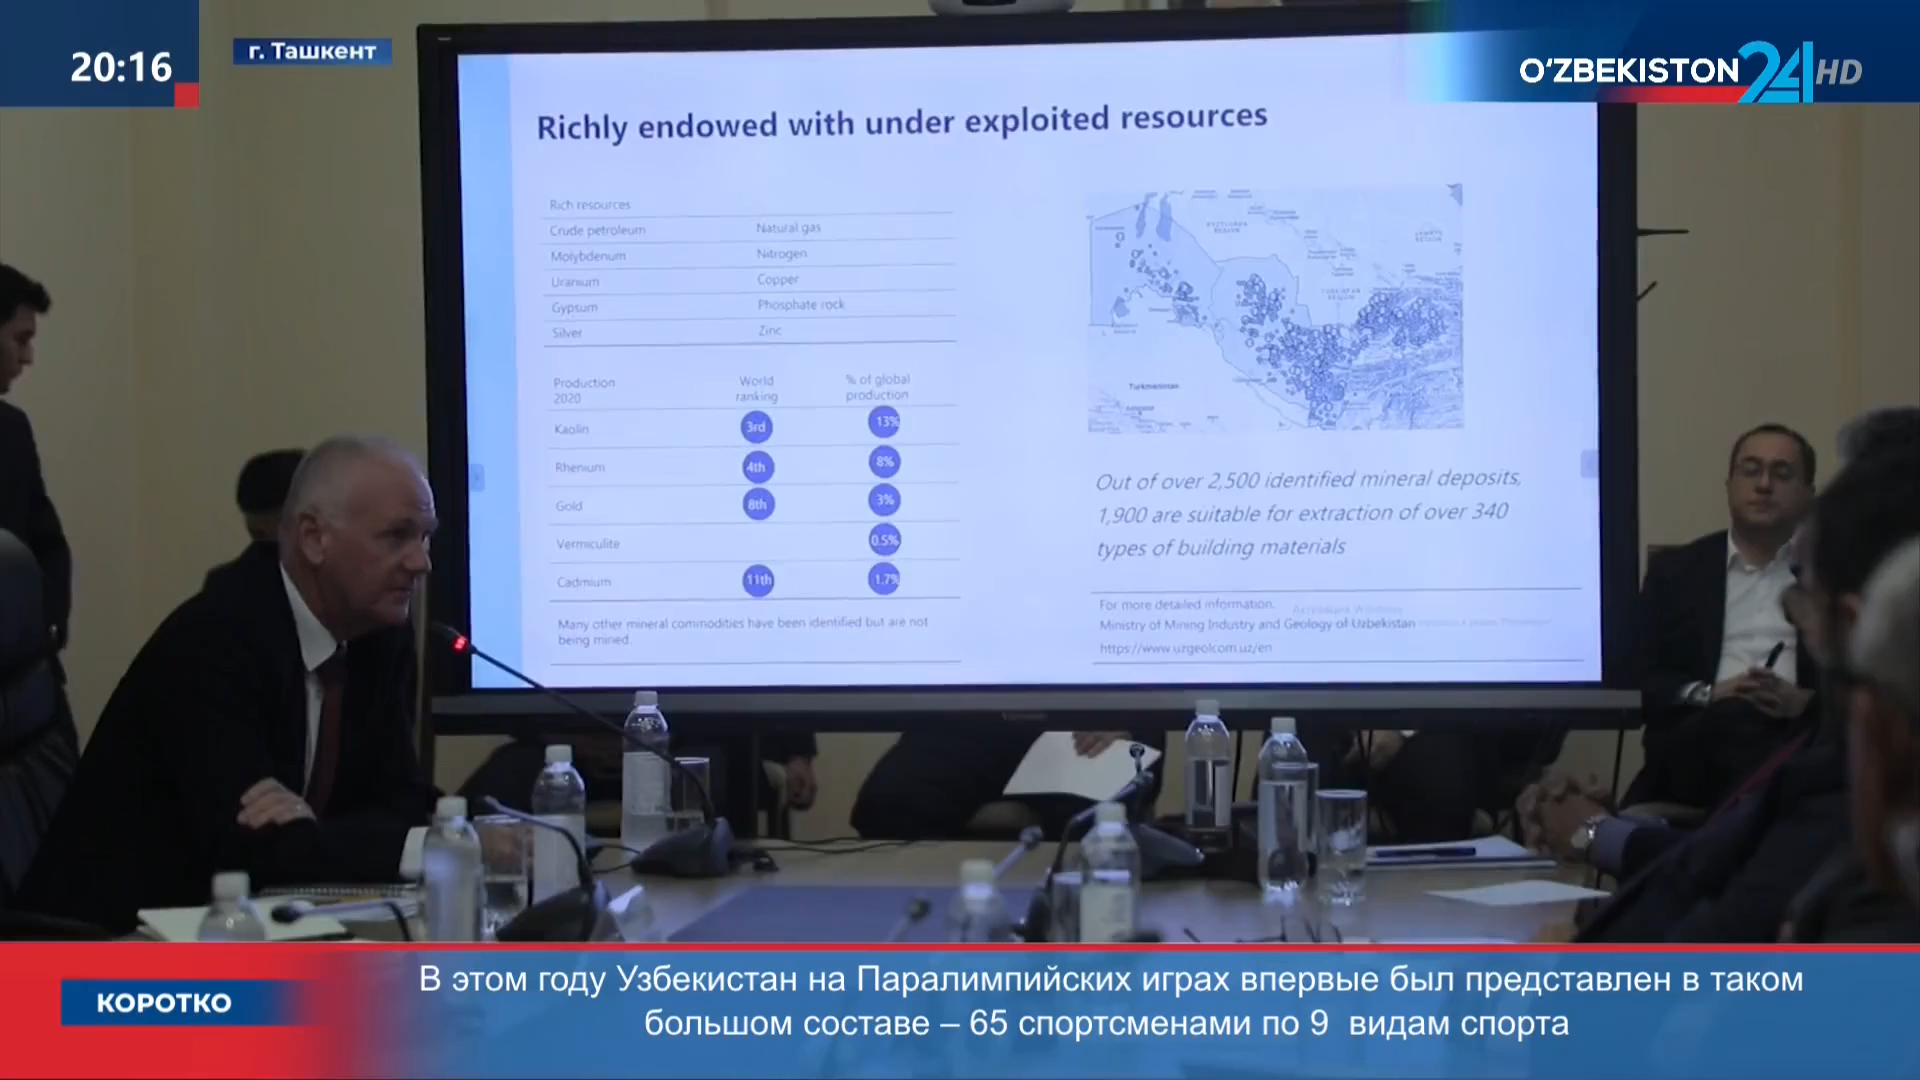 20:16
г. Ташкент
O‘ZBEKISTON 24 HD
Richly endowed with under exploited resources
Rich resources
Crude petroleum Natural gas
Molybdenum Nitrogen
Uranium Copper
Gypsum Phosphate rock
Silver Zinc
Production 2020 World ranking % of global production
Kaolin 3rd 13%
Rhenium 4th 8%
Gold 8th 3%
Vermiculite 0.5%
Cadmium 11th 1.7%
Many other mineral commodities have been identified but are not
being mined.
Turkmenistan
Out of over 2,500 identified mineral deposits,
1,900 are suitable for extraction of over 340
types of building materials
For more detailed information.
Ministry of Mining Industry and Geology of Uzbekistan
https://www.uzgeolcom.uz/en
КОРОТКО
В этом году Узбекистан на Паралимпийских играх впервые был представлен в таком
большом составе – 65 спортсменами по 9 видам спорта